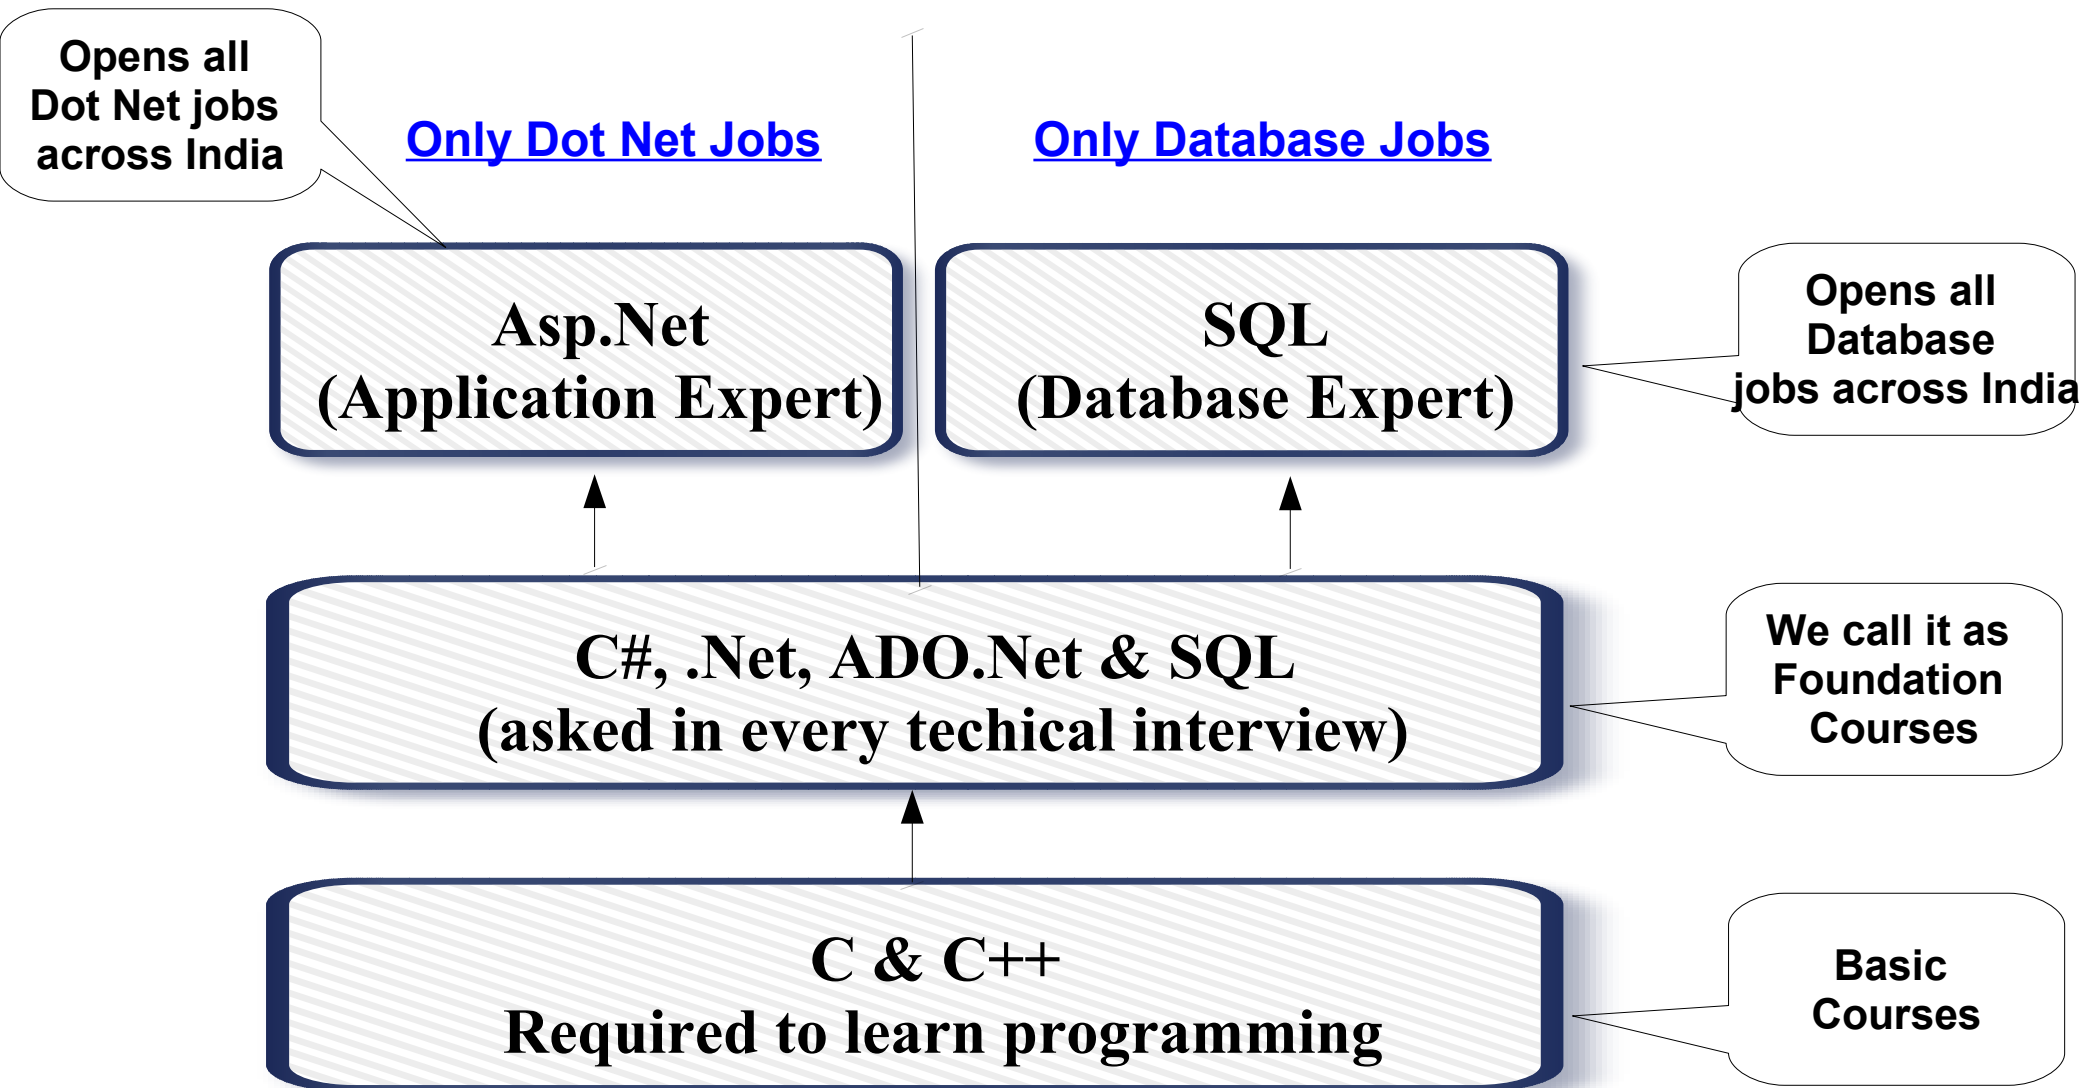 Opens all
Dot Net jobs
across India
Only Dot Net Jobs
Only Database Jobs
Asp.Net
(Application Expert)
SQL
(Database Expert)
Opens all
Database
jobs across India
C#, .Net, ADO.Net & SQL
(asked in every techical interview)
We call it as
Foundation
Courses
C & C++
Required to learn programming
Basic
Courses